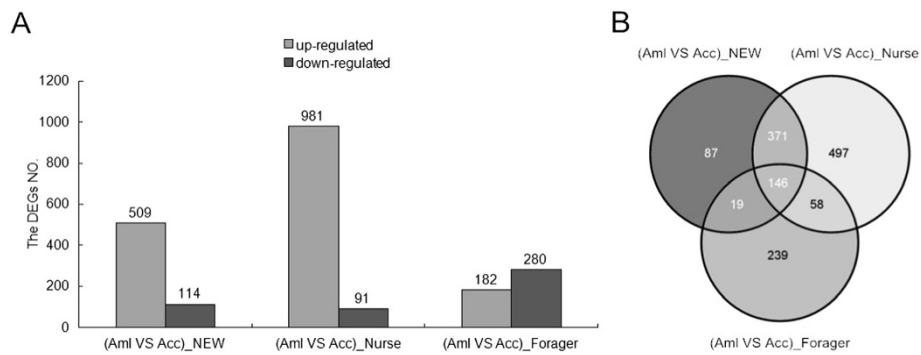 A
up-regulated
down-regulated
The DEGs NO.
1200
1000
800
600
400
200
0
509
114
981
91
182
280
(Aml VS Acc)_NEW
(Aml VS Acc)_Nurse
(Aml VS Acc)_Forager
B
(Aml VS Acc)_NEW
(Aml VS Acc)_Nurse
87
371
497
146
19
58
239
(Aml VS Acc)_Forager